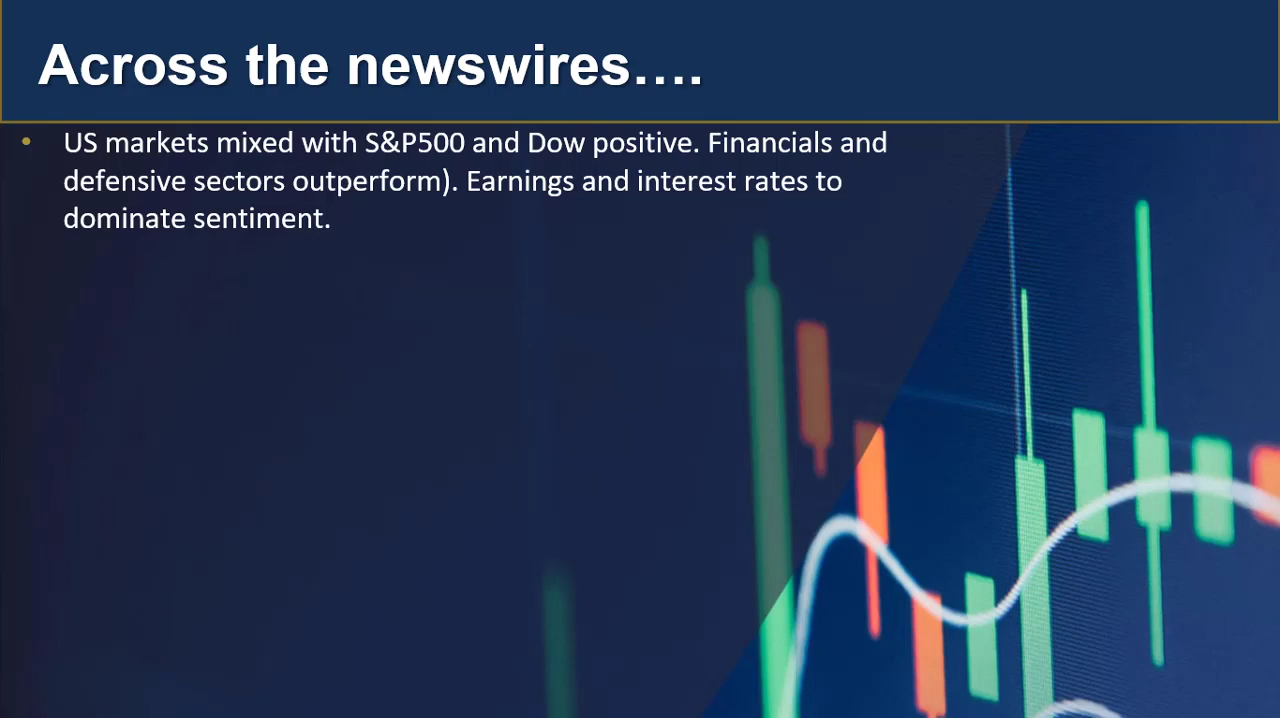 Across the newswires….
• US markets mixed with S&P500 and Dow positive. Financials and
defensive sectors outperform). Earnings and interest rates to
dominate sentiment.